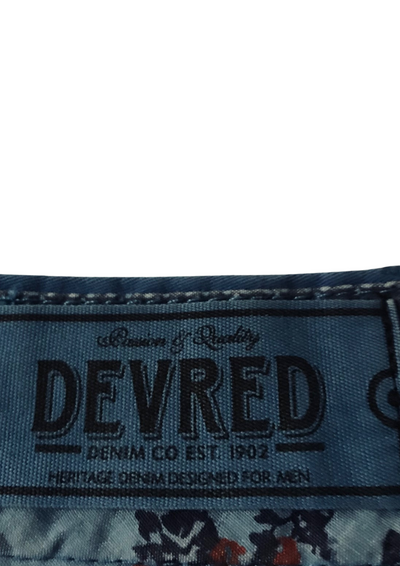 Passion & Quality
DEVRED
DENIM CO EST. 1902
HERITAGE DENIM DESIGNED FOR MEN